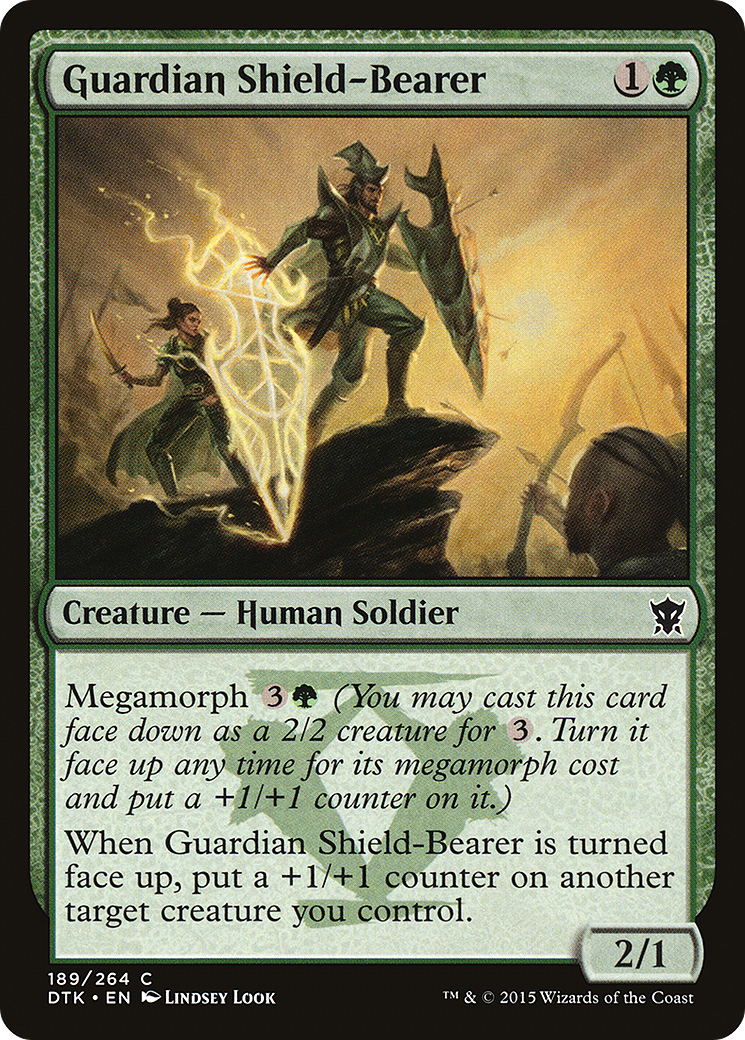 Guardian Shield-Bearer 1
Creature — Human Soldier
Megamorph 3 (You may cast this card
face down as a 2/2 creature for 3. Turn it
face up any time for its megamorph cost
and put a +1/+1 counter on it.)
When Guardian Shield-Bearer is turned
face up, put a +1/+1 counter on another
target creature you control.
2/1
189/264 C
DTK • EN Lindsey Look
™ & © 2015 Wizards of the Coast